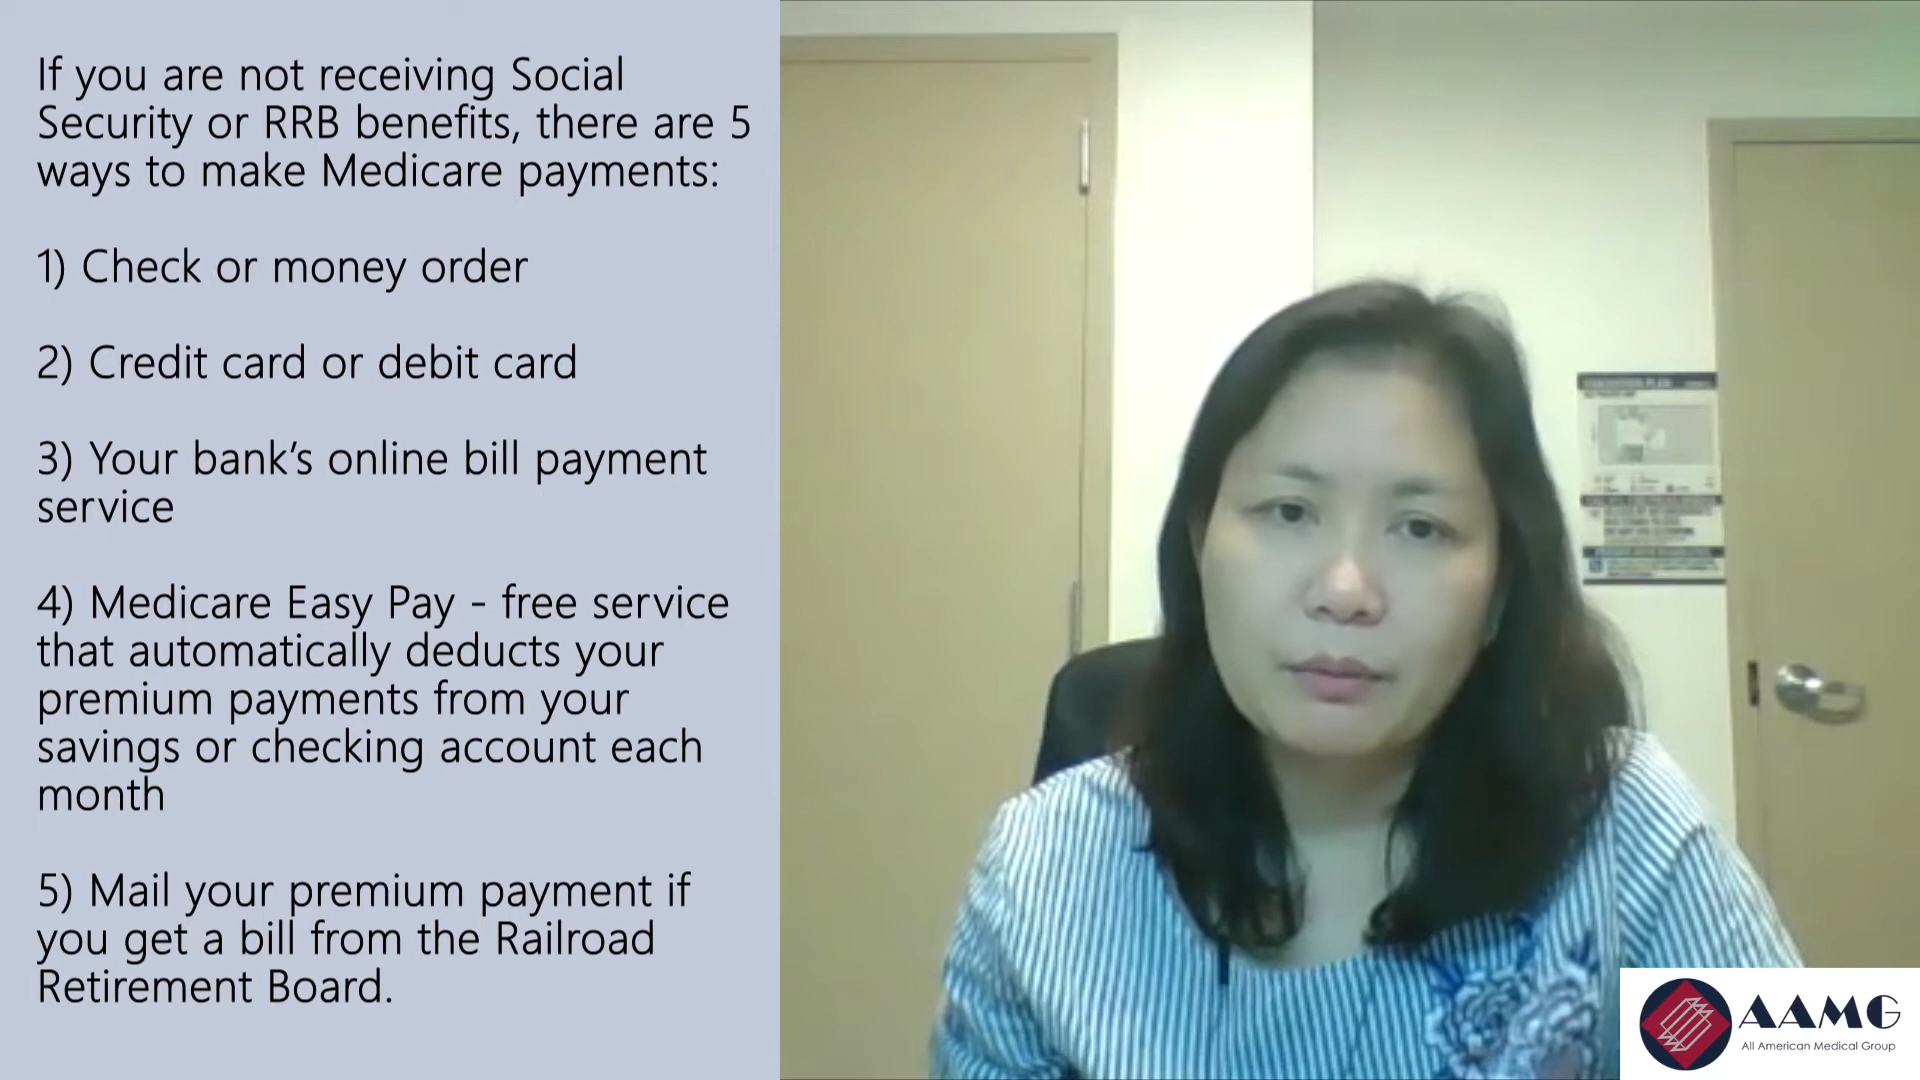 If you are not receiving Social
Security or RRB benefits, there are 5
ways to make Medicare payments:
1) Check or money order
2) Credit card or debit card
3) Your bank’s online bill payment
service
4) Medicare Easy Pay - free service
that automatically deducts your
premium payments from your
savings or checking account each
month
5) Mail your premium payment if
you get a bill from the Railroad
Retirement Board.
EVACUATION PLAN
AAMG
All American Medical Group